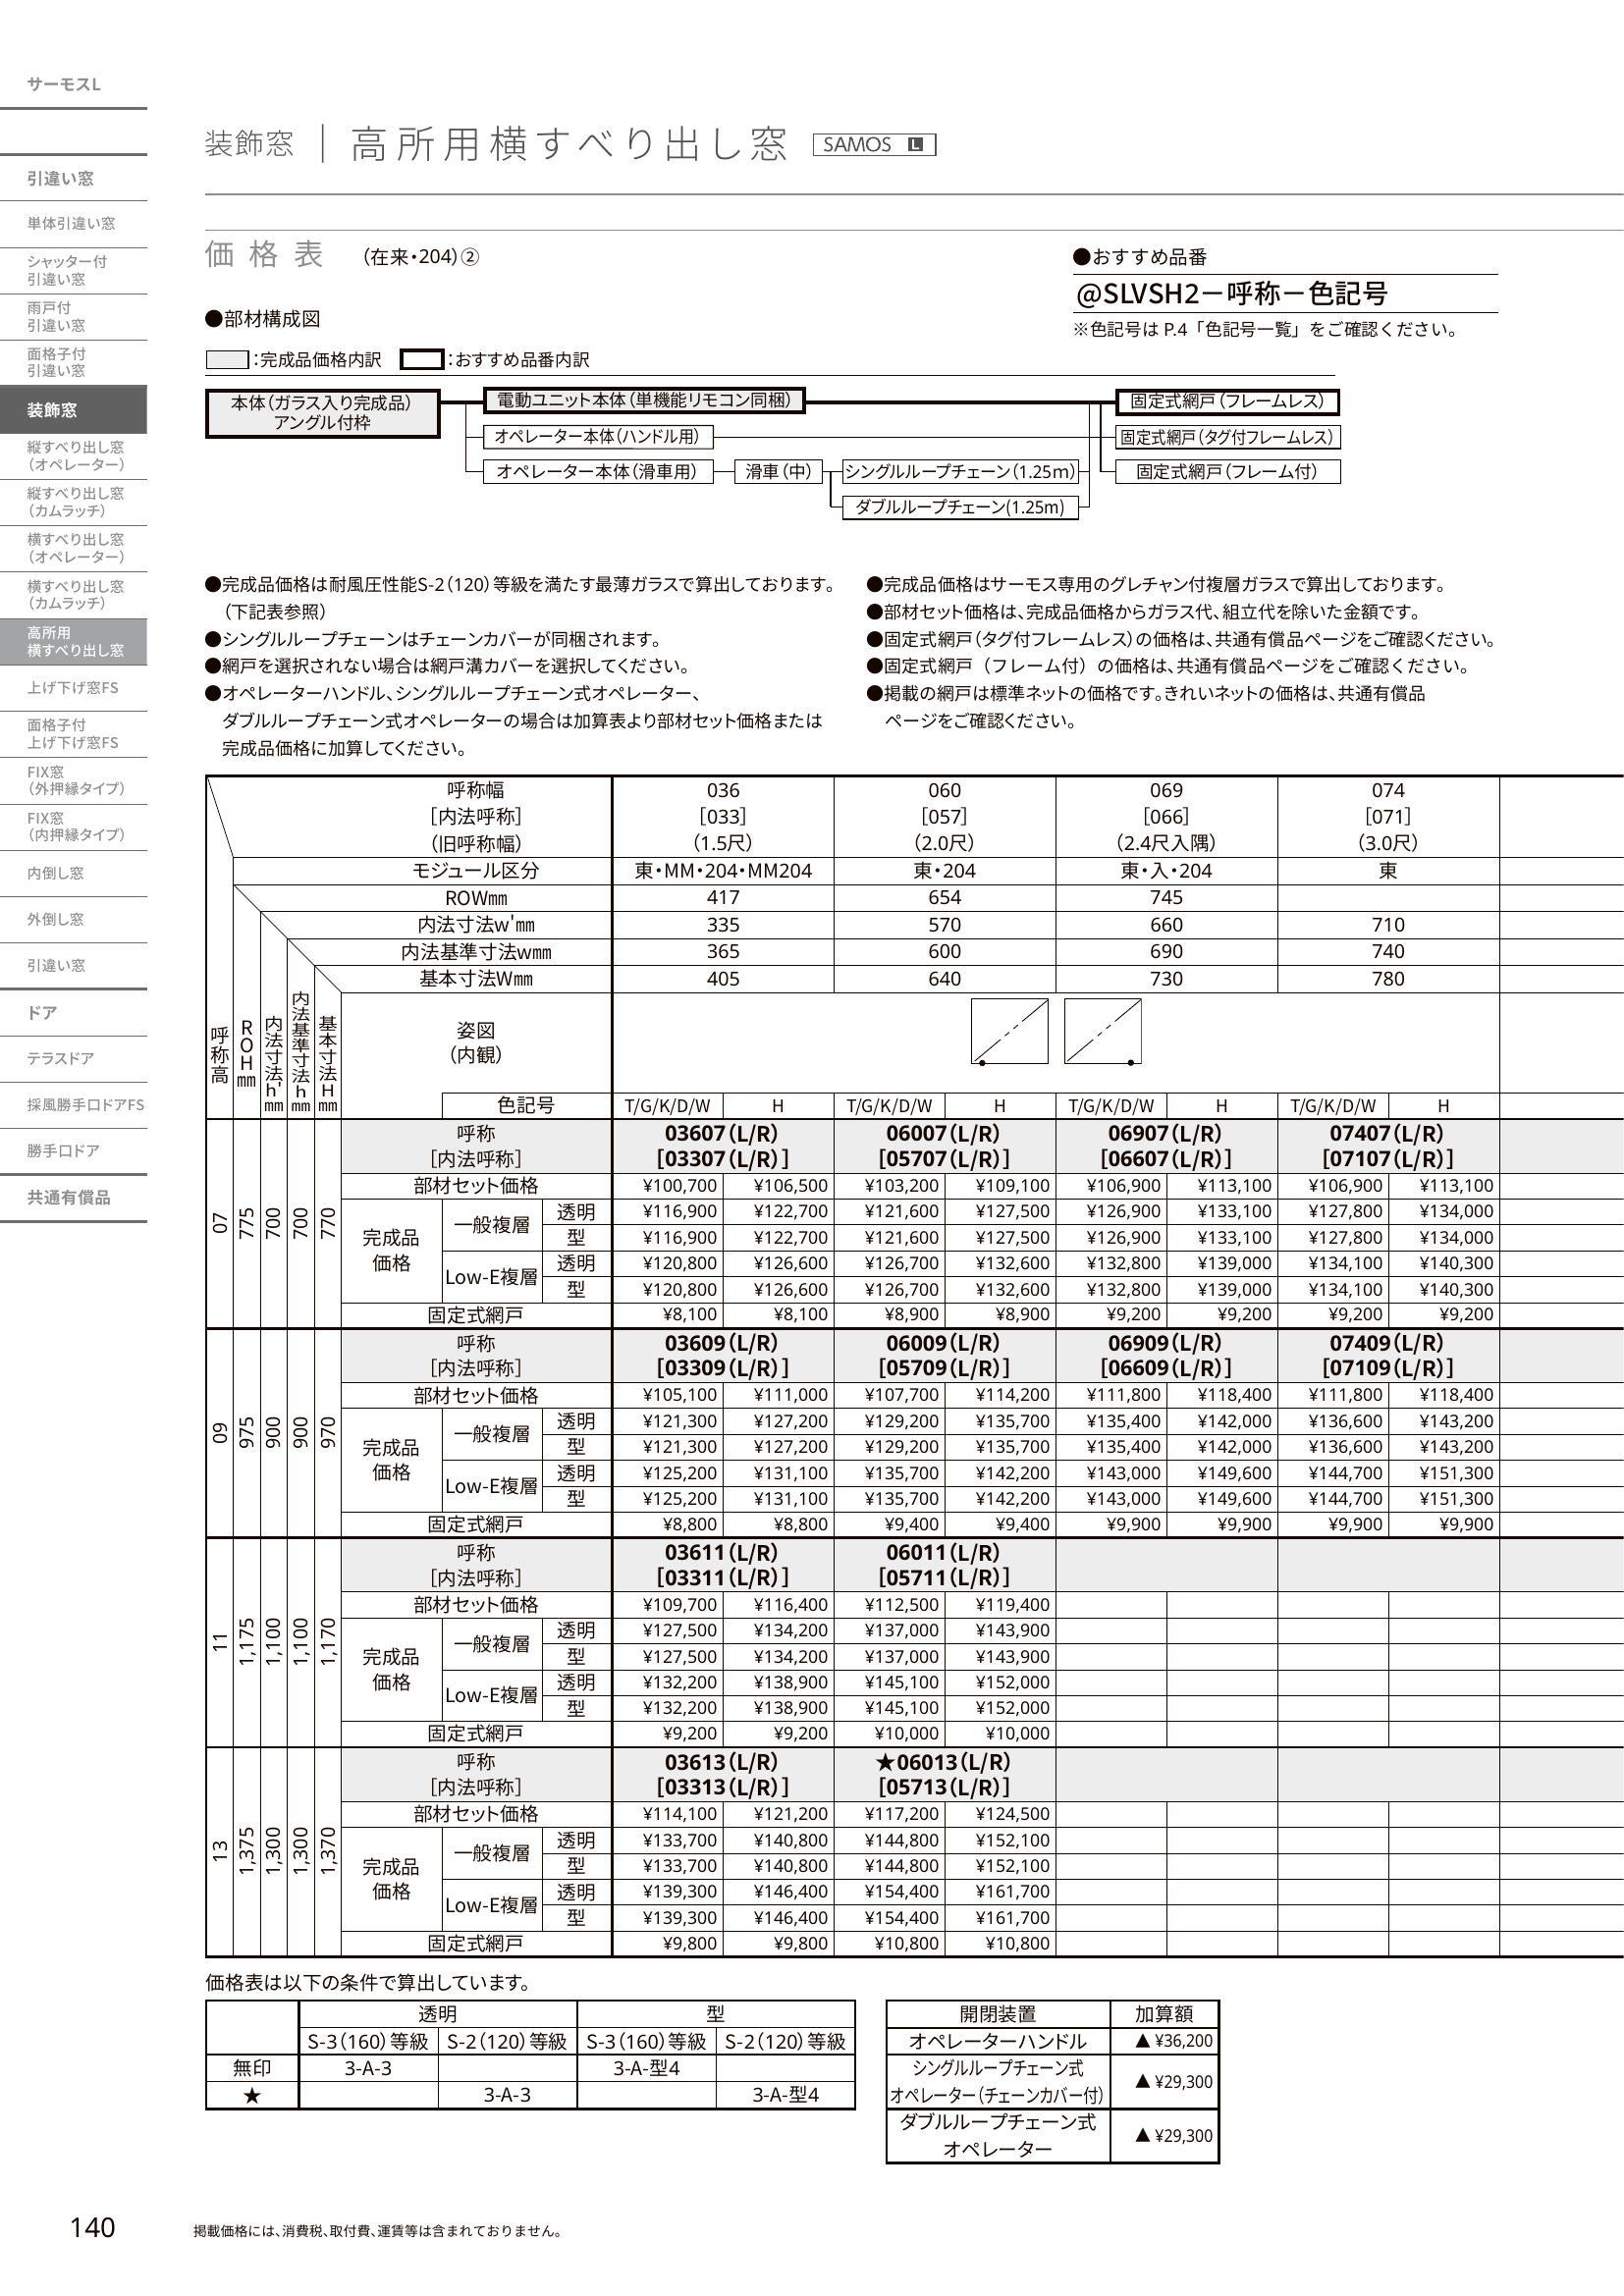 サーモスL
引違い窓
単体引違い窓
シャッター付
引違い窓
雨戸付
引違い窓
面格子付
引違い窓
装飾窓
縦すべり出し窓
（オペレーター）
縦すべり出し窓
（カムラッチ）
横すべり出し窓
（オペレーター）
横すべり出し窓
（カムラッチ）
高所用
横すべり出し窓
上げ下げ窓FS
面格子付
上げ下げ窓FS
FIX窓
（外押縁タイプ）
FIX窓
（内押縁タイプ）
内倒し窓
外倒し窓
引違い窓
ドア
テラスドア
採風勝手口ドアFS
勝手口ドア
共通有償品
装飾窓 高所用横すべり出し窓 SAMOS L
価格表 （在来・204）②
●おすすめ品番
@SLVSH2－呼称－色記号
※色記号は P.4「色記号一覧」をご確認ください。
●部材構成図
：完成品価格内訳 ：おすすめ品番内訳
本体（ガラス入り完成品）
アングル付枠
電動ユニット本体（単機能リモコン同梱） 固定式網戸（フレームレス）
オペレーター本体（ハンドル用） 固定式網戸（タグ付フレームレス）
オペレーター本体（滑車用） 滑車（中） シングルループチェーン（1.25m） 固定式網戸（フレーム付）
ダブルループチェーン(1.25m)
●完成品価格は耐風圧性能S-2（120）等級を満たす最薄ガラスで算出しております。
（下記表参照）
●シングルループチェーンはチェーンカバーが同梱されます。
●網戸を選択されない場合は網戸溝カバーを選択してください。
●オペレーターハンドル、シングルループチェーン式オペレーター、
ダブルループチェーン式オペレーターの場合は加算表より部材セット価格または
完成品価格に加算してください。
●完成品価格はサーモス専用のグレチャン付複層ガラスで算出しております。
●部材セット価格は、完成品価格からガラス代、組立代を除いた金額です。
●固定式網戸（タグ付フレームレス）の価格は、共通有償品ページをご確認ください。
●固定式網戸（フレーム付）の価格は、共通有償品ページをご確認ください。
●掲載の網戸は標準ネットの価格です。きれいネットの価格は、共通有償品
ページをご確認ください。
呼称幅 036 060 069 074
［内法呼称］ ［033］ ［057］ ［066］ ［071］
（旧呼称幅） （1.5尺） （2.0尺） （2.4尺入隅） （3.0尺）
モジュール区分 東・MM・204・MM204 東・204 東・入・204 東
ROW㎜ 417 654 745
内法寸法w'㎜ 335 570 660 710
内法基準寸法w㎜ 365 600 690 740
基本寸法W㎜ 405 640 730 780
呼称高 ROH㎜ 内法寸法h'㎜ 内法基準寸法h㎜ 基本寸法H㎜
姿図
（内観）
色記号 T/G/K/D/W H T/G/K/D/W H T/G/K/D/W H T/G/K/D/W H
07 775 700 700 770
呼称 03607（L/R） 06007（L/R） 06907（L/R） 07407（L/R）
［内法呼称］ ［03307（L/R）］ ［05707（L/R）］ ［06607（L/R）］ ［07107（L/R）］
部材セット価格 ¥100,700 ¥106,500 ¥103,200 ¥109,100 ¥106,900 ¥113,100 ¥106,900 ¥113,100
完成品価格 一般複層 透明 ¥116,900 ¥122,700 ¥121,600 ¥127,500 ¥126,900 ¥133,100 ¥127,800 ¥134,000
型 ¥116,900 ¥122,700 ¥121,600 ¥127,500 ¥126,900 ¥133,100 ¥127,800 ¥134,000
Low-E複層 透明 ¥120,800 ¥126,600 ¥126,700 ¥132,600 ¥132,800 ¥139,000 ¥134,100 ¥140,300
型 ¥120,800 ¥126,600 ¥126,700 ¥132,600 ¥132,800 ¥139,000 ¥134,100 ¥140,300
固定式網戸 ¥8,100 ¥8,100 ¥8,900 ¥8,900 ¥9,200 ¥9,200 ¥9,200 ¥9,200
09 975 900 900 970
呼称 03609（L/R） 06009（L/R） 06909（L/R） 07409（L/R）
［内法呼称］ ［03309（L/R）］ ［05709（L/R）］ ［06609（L/R）］ ［07109（L/R）］
部材セット価格 ¥105,100 ¥111,000 ¥107,700 ¥114,200 ¥111,800 ¥118,400 ¥111,800 ¥118,400
完成品価格 一般複層 透明 ¥121,300 ¥127,200 ¥129,200 ¥135,700 ¥135,400 ¥142,000 ¥136,600 ¥143,200
型 ¥121,300 ¥127,200 ¥129,200 ¥135,700 ¥135,400 ¥142,000 ¥136,600 ¥143,200
Low-E複層 透明 ¥125,200 ¥131,100 ¥135,700 ¥142,200 ¥143,000 ¥149,600 ¥144,700 ¥151,300
型 ¥125,200 ¥131,100 ¥135,700 ¥142,200 ¥143,000 ¥149,600 ¥144,700 ¥151,300
固定式網戸 ¥8,800 ¥8,800 ¥9,400 ¥9,400 ¥9,900 ¥9,900 ¥9,900 ¥9,900
11 1,175 1,100 1,100 1,170
呼称 03611（L/R） 06011（L/R）
［内法呼称］ ［03311（L/R）］ ［05711（L/R）］
部材セット価格 ¥109,700 ¥116,400 ¥112,500 ¥119,400
完成品価格 一般複層 透明 ¥127,500 ¥134,200 ¥137,000 ¥143,900
型 ¥127,500 ¥134,200 ¥137,000 ¥143,900
Low-E複層 透明 ¥132,200 ¥138,900 ¥145,100 ¥152,000
型 ¥132,200 ¥138,900 ¥145,100 ¥152,000
固定式網戸 ¥9,200 ¥9,200 ¥10,000 ¥10,000
13 1,375 1,300 1,300 1,370
呼称 03613（L/R） ★06013（L/R）
［内法呼称］ ［03313（L/R）］ ［05713（L/R）］
部材セット価格 ¥114,100 ¥121,200 ¥117,200 ¥124,500
完成品価格 一般複層 透明 ¥133,700 ¥140,800 ¥144,800 ¥152,100
型 ¥133,700 ¥140,800 ¥144,800 ¥152,100
Low-E複層 透明 ¥139,300 ¥146,400 ¥154,400 ¥161,700
型 ¥139,300 ¥146,400 ¥154,400 ¥161,700
固定式網戸 ¥9,800 ¥9,800 ¥10,800 ¥10,800
価格表は以下の条件で算出しています。
透明 型
S-3（160）等級 S-2（120）等級 S-3（160）等級 S-2（120）等級
無印 3-A-3 3-A-型4
★ 3-A-3 3-A-型4
開閉装置 加算額
オペレーターハンドル ▲¥36,200
シングルループチェーン式
オペレーター（チェーンカバー付） ▲¥29,300
ダブルループチェーン式
オペレーター ▲¥29,300
140
掲載価格には、消費税、取付費、運賃等は含まれておりません。